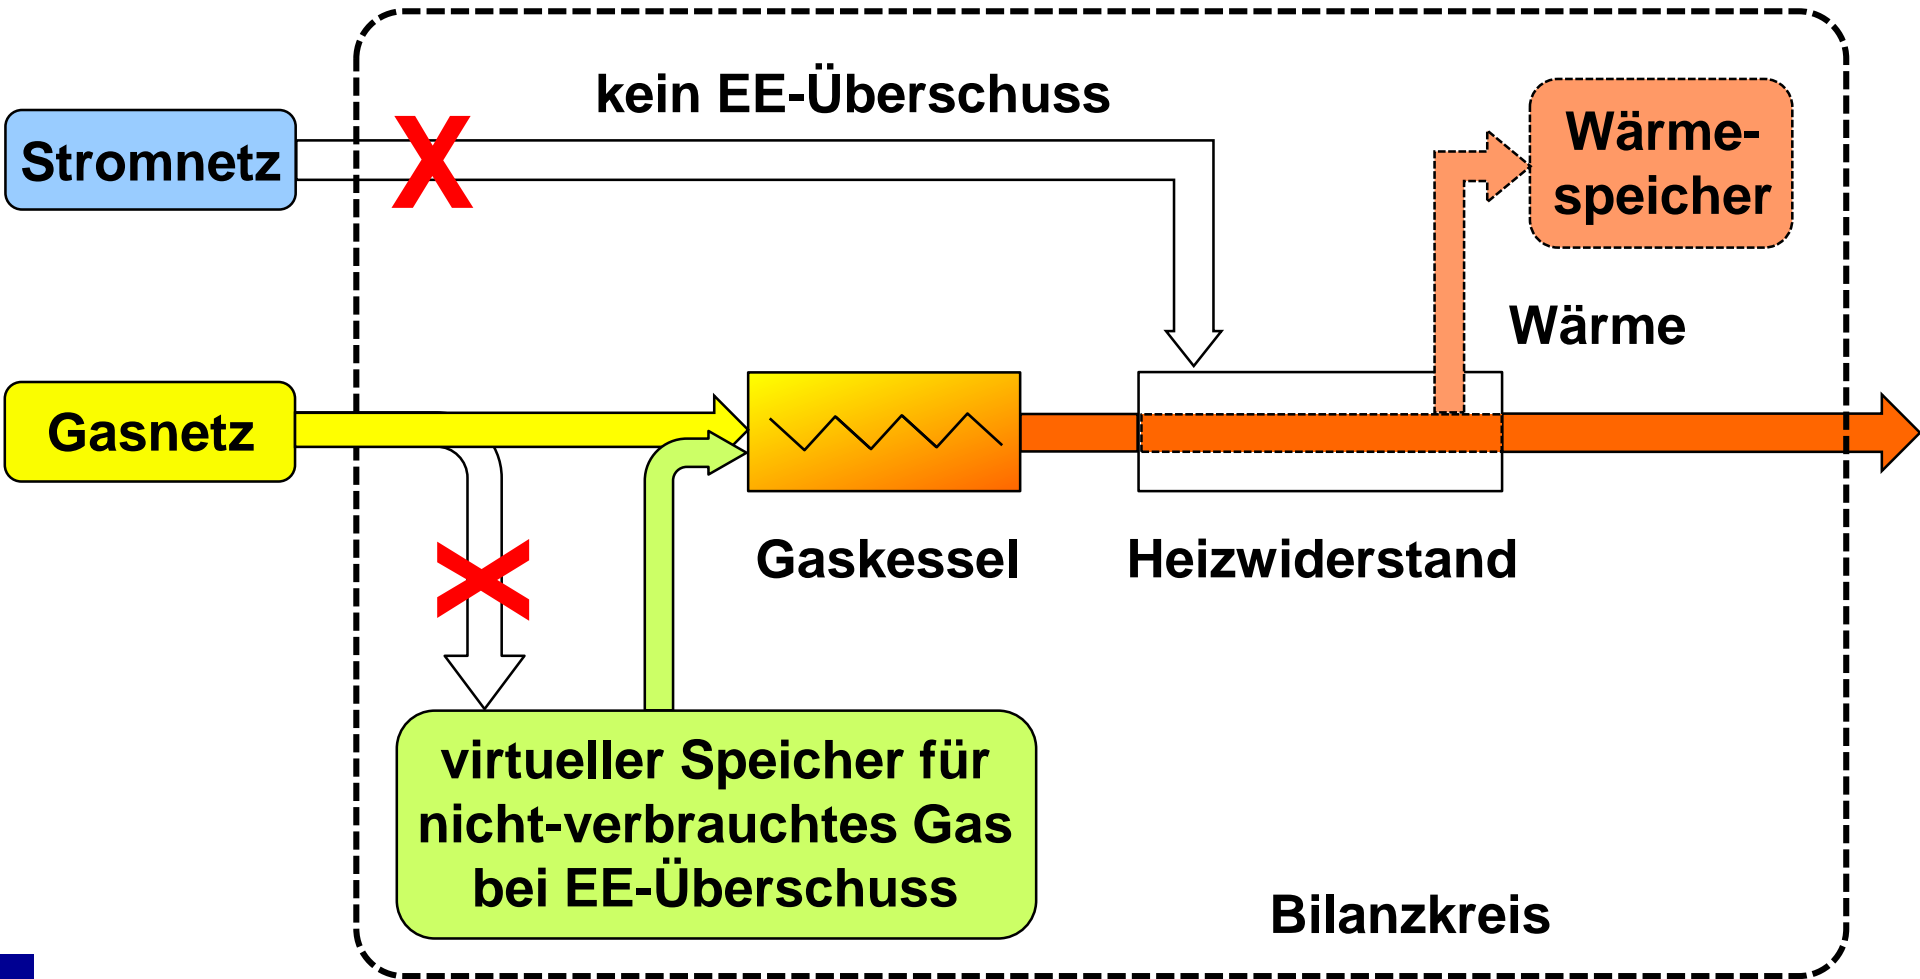 kein EE-Überschuss
Stromnetz
Wärme-
speicher
Wärme
Gasnetz
Gaskessel
Heizwiderstand
virtueller Speicher für
nicht-verbrauchtes Gas
bei EE-Überschuss
Bilanzkreis